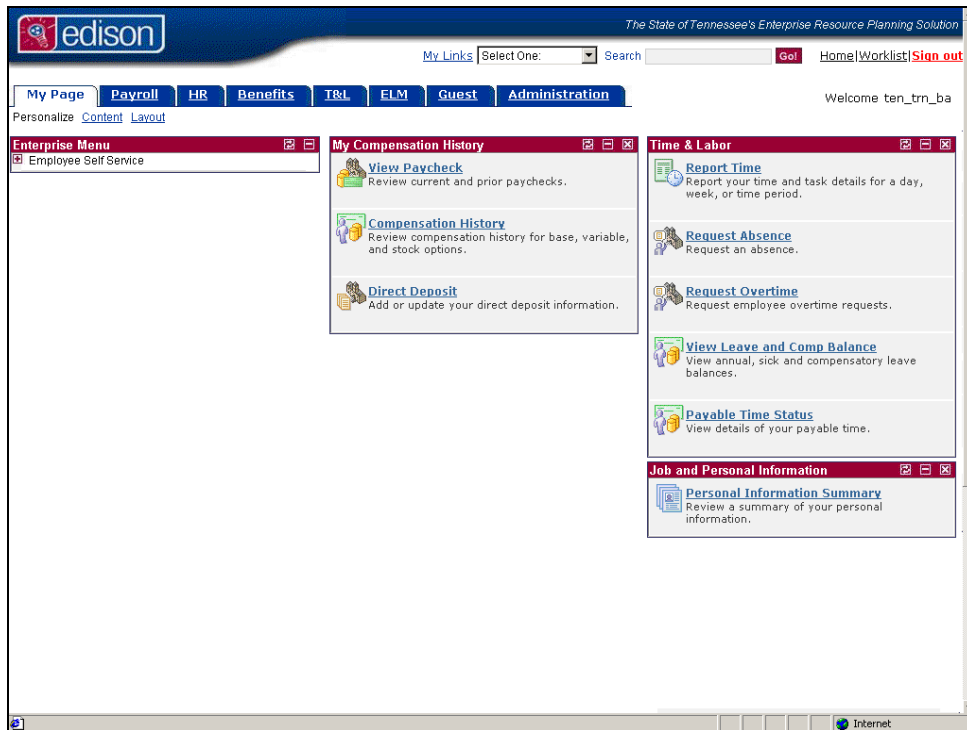 edison
The State of Tennessee's Enterprise Resource Planning Solution
My Links Select One: Search Go! Home|Worklist|Sign out
My Page Payroll HR Benefits T&L ELM Guest Administration
Welcome ten_trn_ba
Personalize Content Layout
Enterprise Menu
Employee Self Service
My Compensation History
View Paycheck
Review current and prior paychecks.
Compensation History
Review compensation history for base, variable,
and stock options.
Direct Deposit
Add or update your direct deposit information.
Time & Labor
Report Time
Report your time and task details for a day,
week, or time period.
Request Absence
Request an absence.
Request Overtime
Request employee overtime requests.
View Leave and Comp Balance
View annual, sick and compensatory leave
balances.
Payable Time Status
View details of your payable time.
Job and Personal Information
Personal Information Summary
Review a summary of your personal
information.
Internet